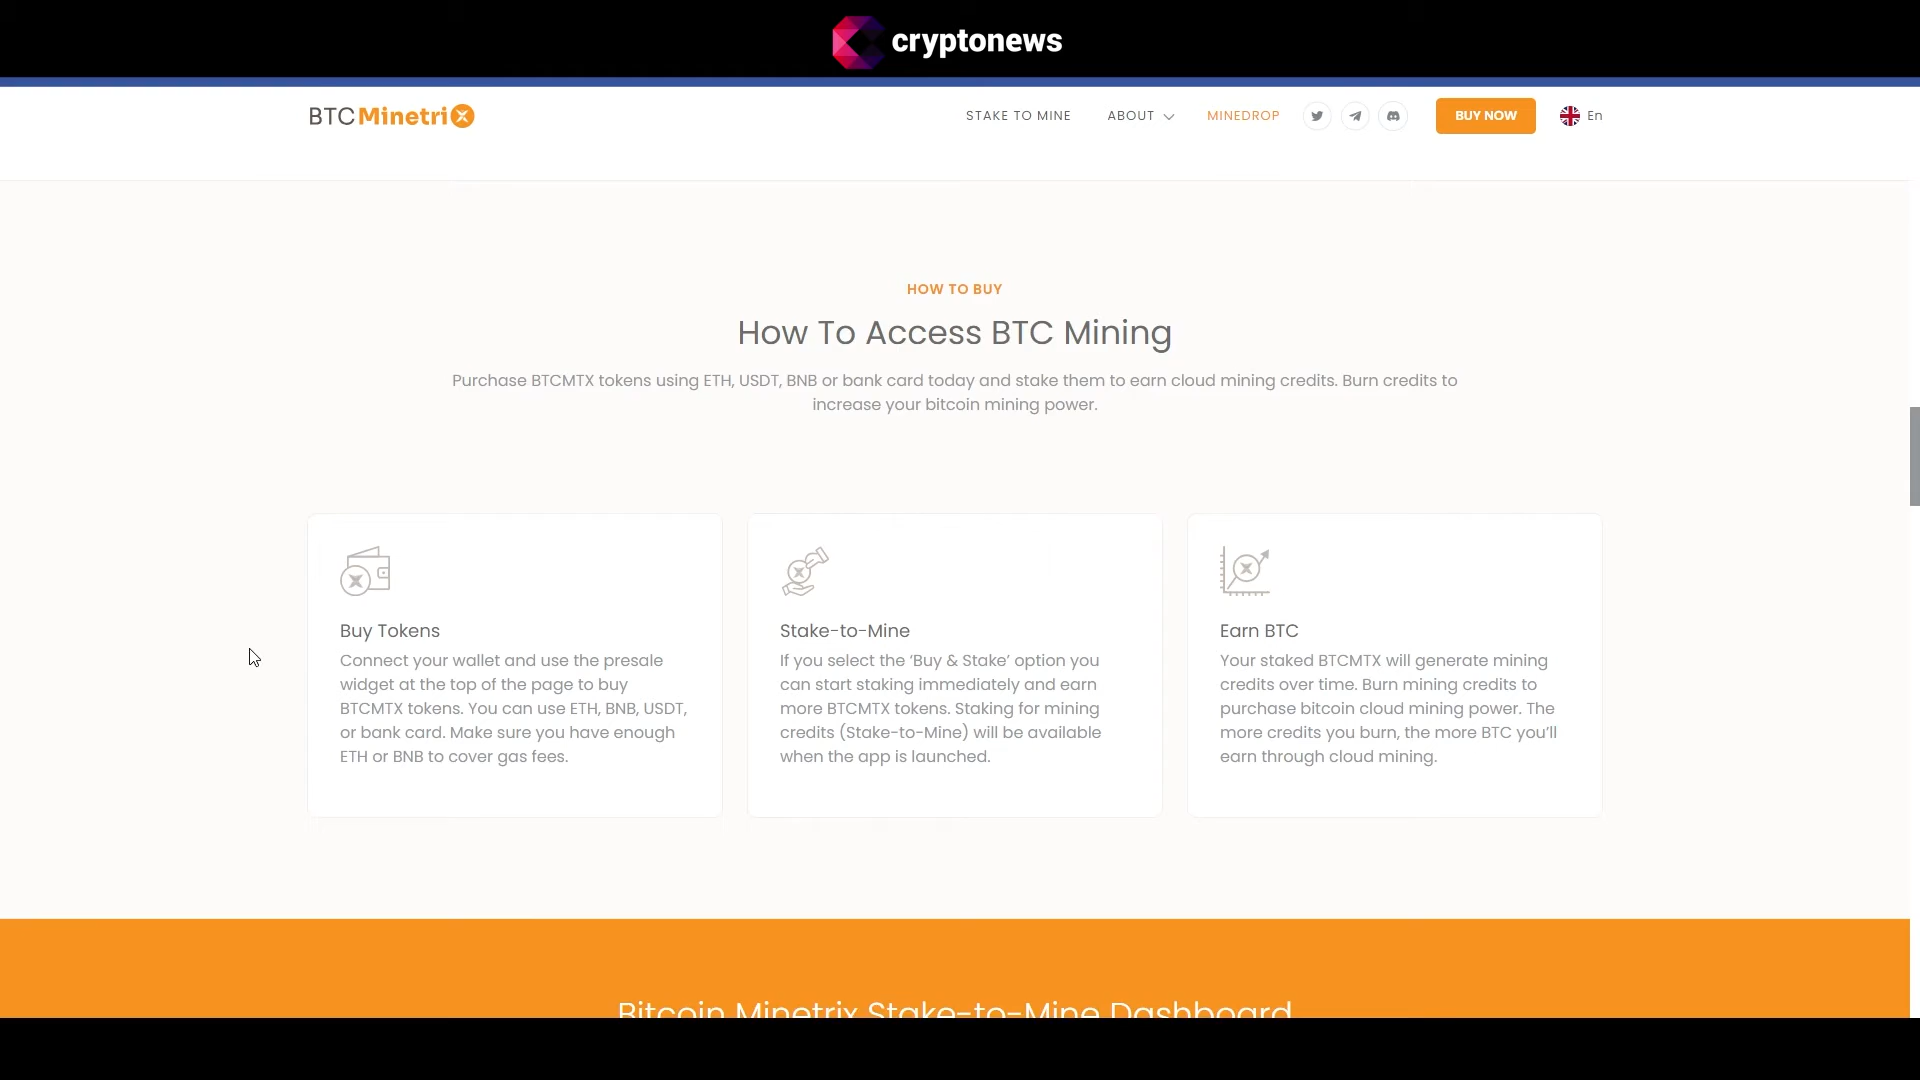 cryptonews
BTCMinetriX
STAKE TO MINE
ABOUT
MINEDROP
BUY NOW
En
HOW TO BUY
How To Access BTC Mining
Purchase BTCMTX tokens using ETH, USDT, BNB or bank card today and stake them to earn cloud mining credits. Burn credits to
increase your bitcoin mining power.
Buy Tokens
Connect your wallet and use the presale
widget at the top of the page to buy
BTCMTX tokens. You can use ETH, BNB, USDT,
or bank card. Make sure you have enough
ETH or BNB to cover gas fees.
Stake-to-Mine
If you select the ‘Buy & Stake’ option you
can start staking immediately and earn
more BTCMTX tokens. Staking for mining
credits (Stake-to-Mine) will be available
when the app is launched.
Earn BTC
Your staked BTCMTX will generate mining
credits over time. Burn mining credits to
purchase bitcoin cloud mining power. The
more credits you burn, the more BTC you’ll
earn through cloud mining.
Bitcoin Minetrix Stake-to-Mine Dashboard